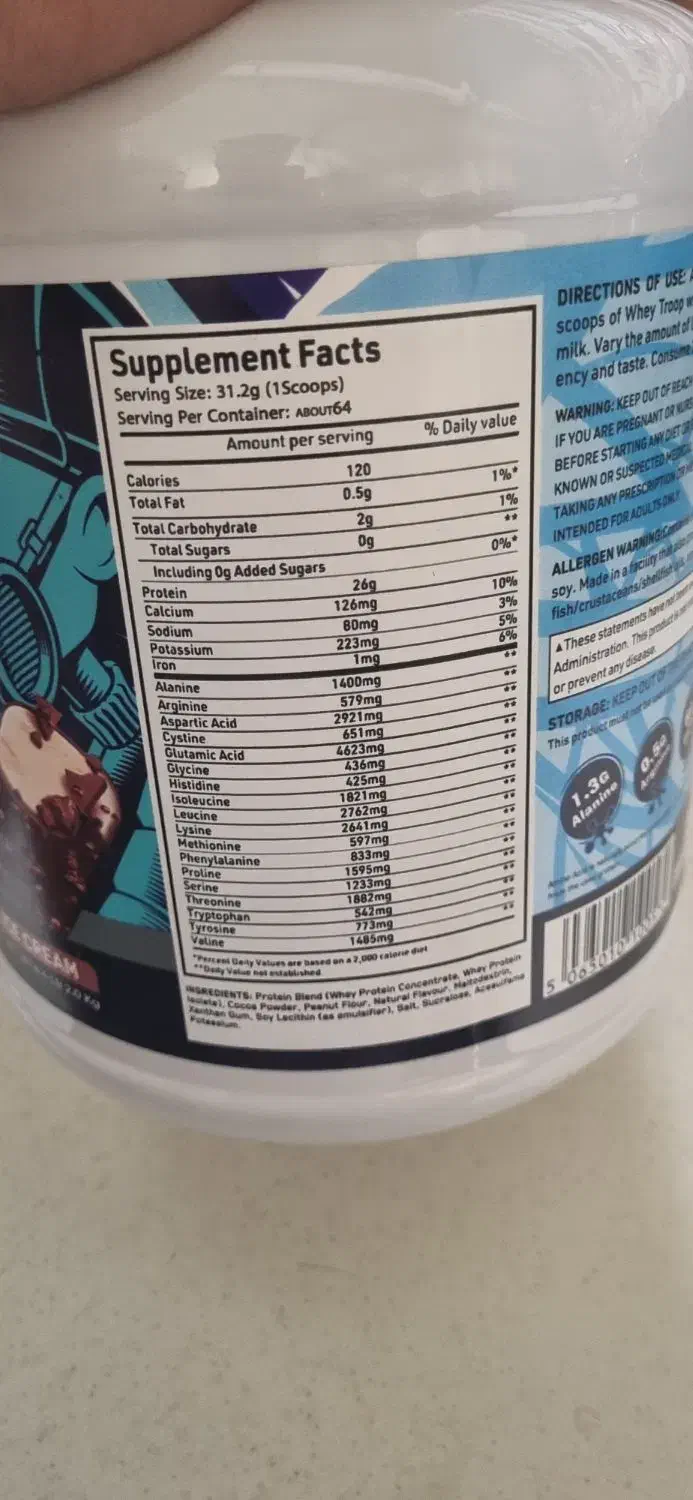 Supplement Facts
Serving Size: 31.2g (1Scoops)
Serving Per Container: ABOUT64
Amount per serving % Daily value
Calories 120
Total Fat 0.5g 1%*
Total Carbohydrate 2g 1%
Total Sugars 0g **
Including 0g Added Sugars 0%*
Protein 26g
Calcium 126mg 10%
Sodium 80mg 3%
Potassium 223mg 5%
Iron 1mg 6%
Alanine 1400mg **
Arginine 579mg **
Aspartic Acid 2921mg **
Cystine 651mg **
Glutamic Acid 4623mg **
Glycine 436mg **
Histidine 425mg **
Isoleucine 1821mg **
Leucine 2762mg **
Lysine 2641mg **
Methionine 597mg **
Phenylalanine 833mg **
Proline 1595mg **
Serine 1233mg **
Threonine 1882mg **
Tryptophan 542mg **
Tyrosine 773mg **
Valine 1485mg **
*Percent Daily Values are based on a 2,000 calorie diet
**Daily Value not established
INGREDIENTS: Protein Blend (Whey Protein Concentrate, Whey Protein
Isolate), Cocoa Powder, Peanut Flour, Natural Flavour, Maltodextrin,
Xanthan Gum, Soy Lecithin (as emulsifier), Salt, Sucralose, Acesulfame
Potassium.
DIRECTIONS OF USE:
scoops of Whey Troop
milk. Vary the amount of
ency and taste. Consume
WARNING: KEEP OUT OF REACH
IF YOU ARE PREGNANT OR
BEFORE STARTING ANY DIET OR
KNOWN OR SUSPECTED
TAKING ANY PRESCRIPTION
INTENDED FOR ADULTS ONLY
ALLERGEN WARNING:
soy. Made in a facility that
fish/crustaceans/shellfish
▲These statements have not
Administration. This product is
or prevent any disease.
STORAGE: KEEP OUT OF
This product must not be
1.3G
Alanine
CREAM
2.0 Kg